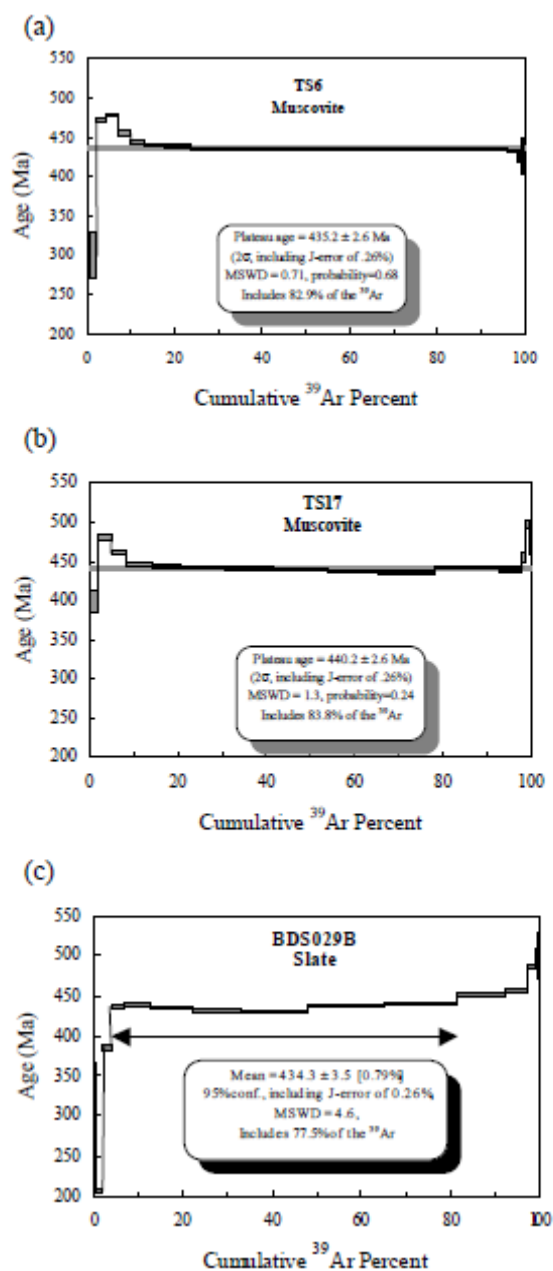 (a)
550
500
450
400
350
300
250
200
Age (Ma)
TS6
Muscovite
Plateau age = 435.2 ± 2.6 Ma
(2σ, including J-error of .26%)
MSWD = 0.71, probability=0.68
Includes 82.9% of the ³⁹Ar
0 20 40 60 80 100
Cumulative ³⁹Ar Percent
(b)
550
500
450
400
350
300
250
200
Age (Ma)
TS17
Muscovite
Plateau age = 440.2 ± 2.6 Ma
(2σ, including J-error of .26%)
MSWD = 1.3, probability=0.24
Includes 83.8% of the ³⁹Ar
0 20 40 60 80 100
Cumulative ³⁹Ar Percent
(c)
550
500
450
400
350
300
250
200
Age (Ma)
BDS029B
Slate
Mean = 434.3 ± 3.5 [0.79%]
95%conf., including J-error of 0.26%,
MSWD = 4.6,
Includes 77.5% of the ³⁹Ar
0 20 40 60 80 100
Cumulative ³⁹Ar Percent